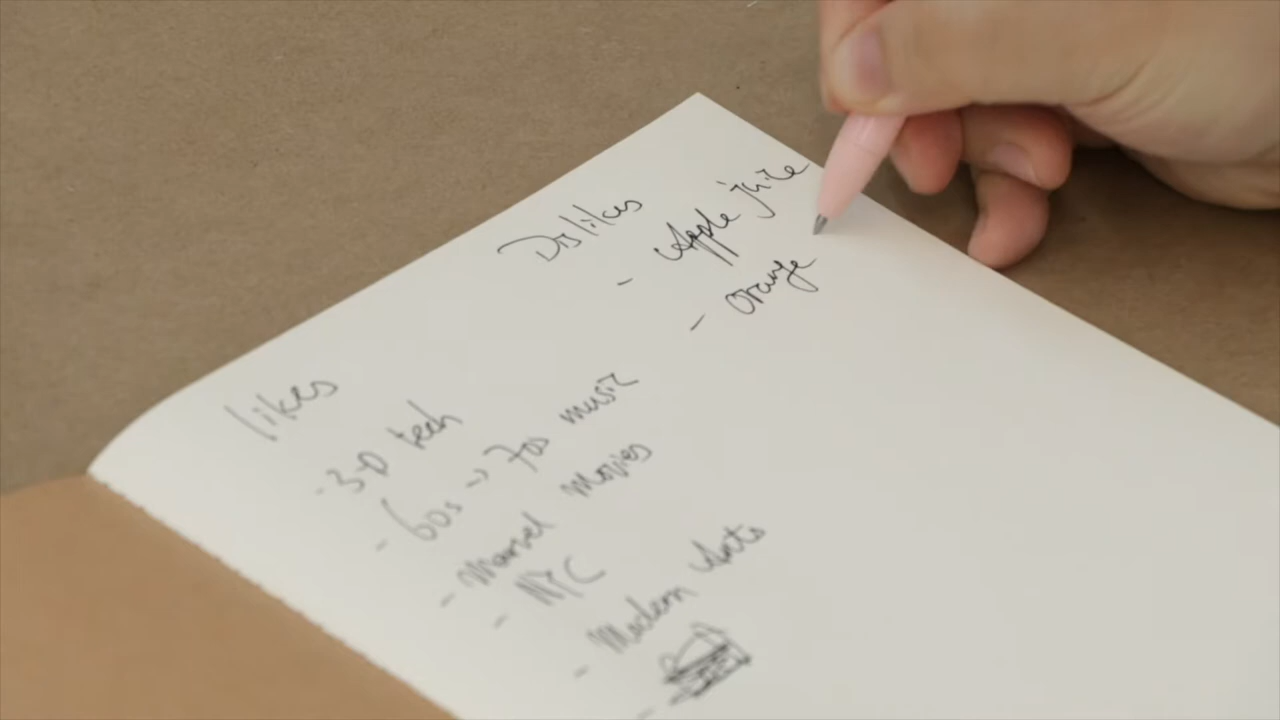 Dislikes
- Apple juice
- Orange
likes
- 3-D tech
- 60s -> 70s music
- Marvel movies
- NYC
- Modern Arts
-